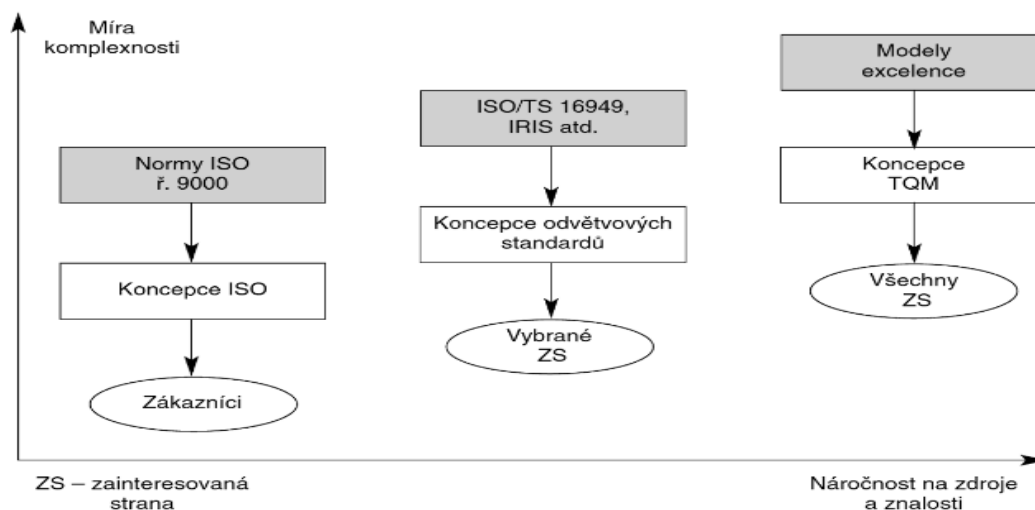 Míra
komplexnosti
Modely
excelence
ISO/TS 16949,
IRIS atd.
Normy ISO
ř. 9000
Koncepce
TQM
Koncepce odvětvových
standardů
Koncepce ISO
Všechny
ZS
Vybrané
ZS
Zákazníci
ZS – zainteresovaná
strana
Náročnost na zdroje
a znalosti